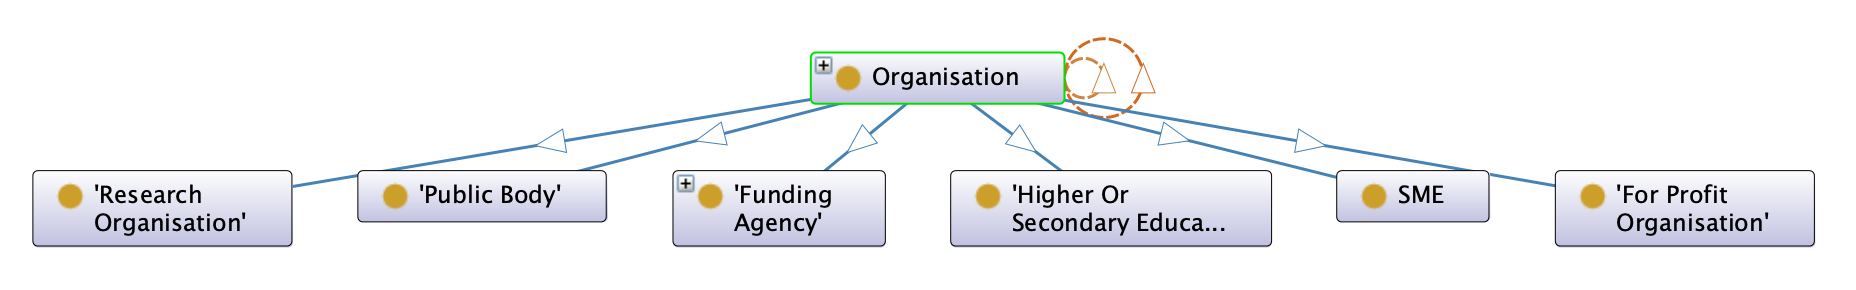 Organisation
'Research
Organisation'
'Public Body'
'Funding
Agency'
'Higher Or
Secondary Educa...
SME
'For Profit
Organisation'